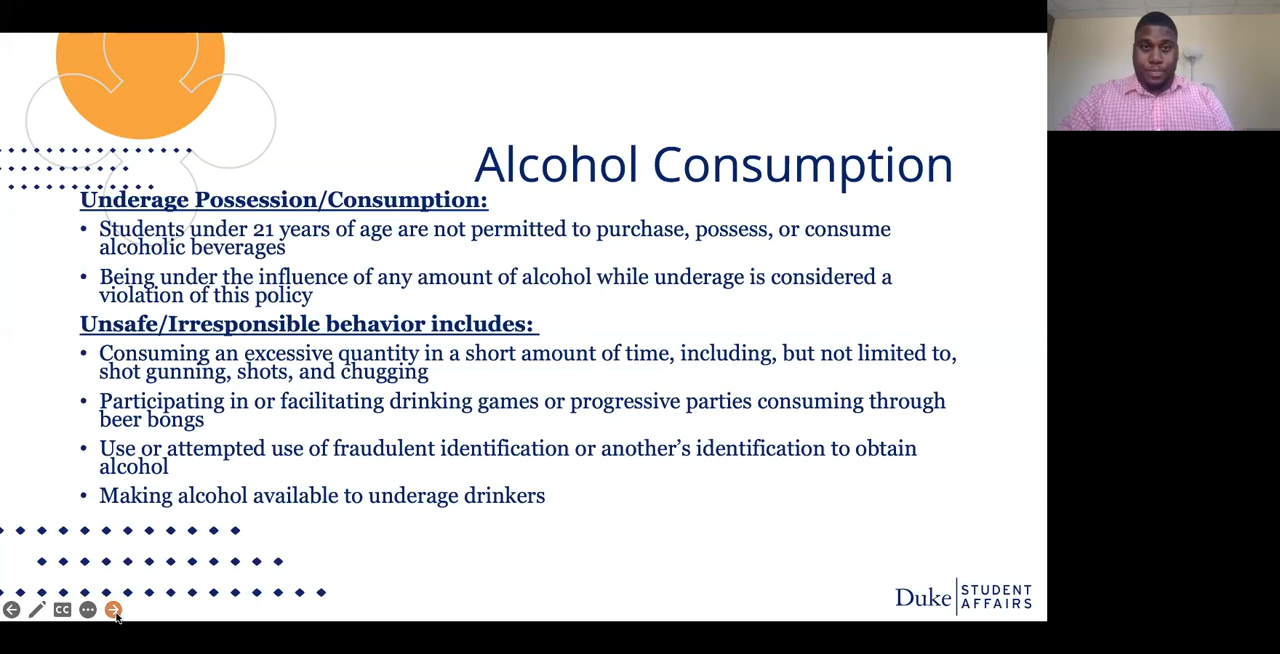 Alcohol Consumption
Underage Possession/Consumption:
• Students under 21 years of age are not permitted to purchase, possess, or consume
alcoholic beverages
• Being under the influence of any amount of alcohol while underage is considered a
violation of this policy
Unsafe/Irresponsible behavior includes:
• Consuming an excessive quantity in a short amount of time, including, but not limited to,
shot gunning, shots, and chugging
• Participating in or facilitating drinking games or progressive parties consuming through
beer bongs
• Use or attempted use of fraudulent identification or another’s identification to obtain
alcohol
• Making alcohol available to underage drinkers
CC
Duke STUDENT
AFFAIRS